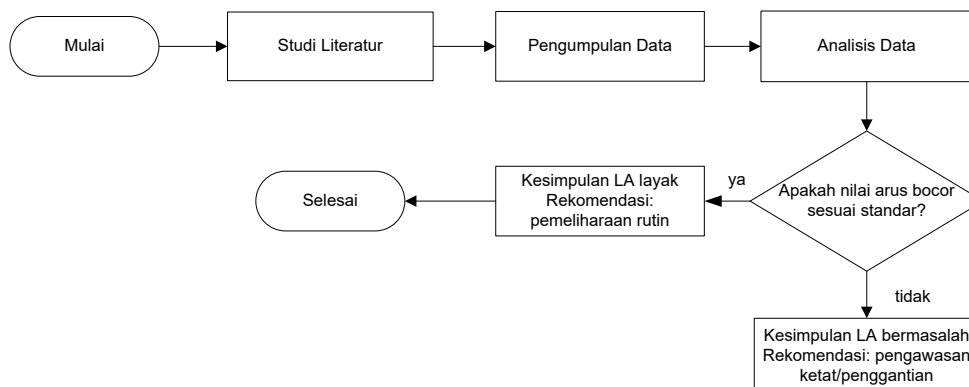 Mulai
Studi Literatur
Pengumpulan Data
Analisis Data
Apakah nilai arus bocor
sesuai standar?
ya
Kesimpulan LA layak
Rekomendasi:
pemeliharaan rutin
Selesai
tidak
Kesimpulan LA bermasalah
Rekomendasi: pengawasan
ketat/penggantian